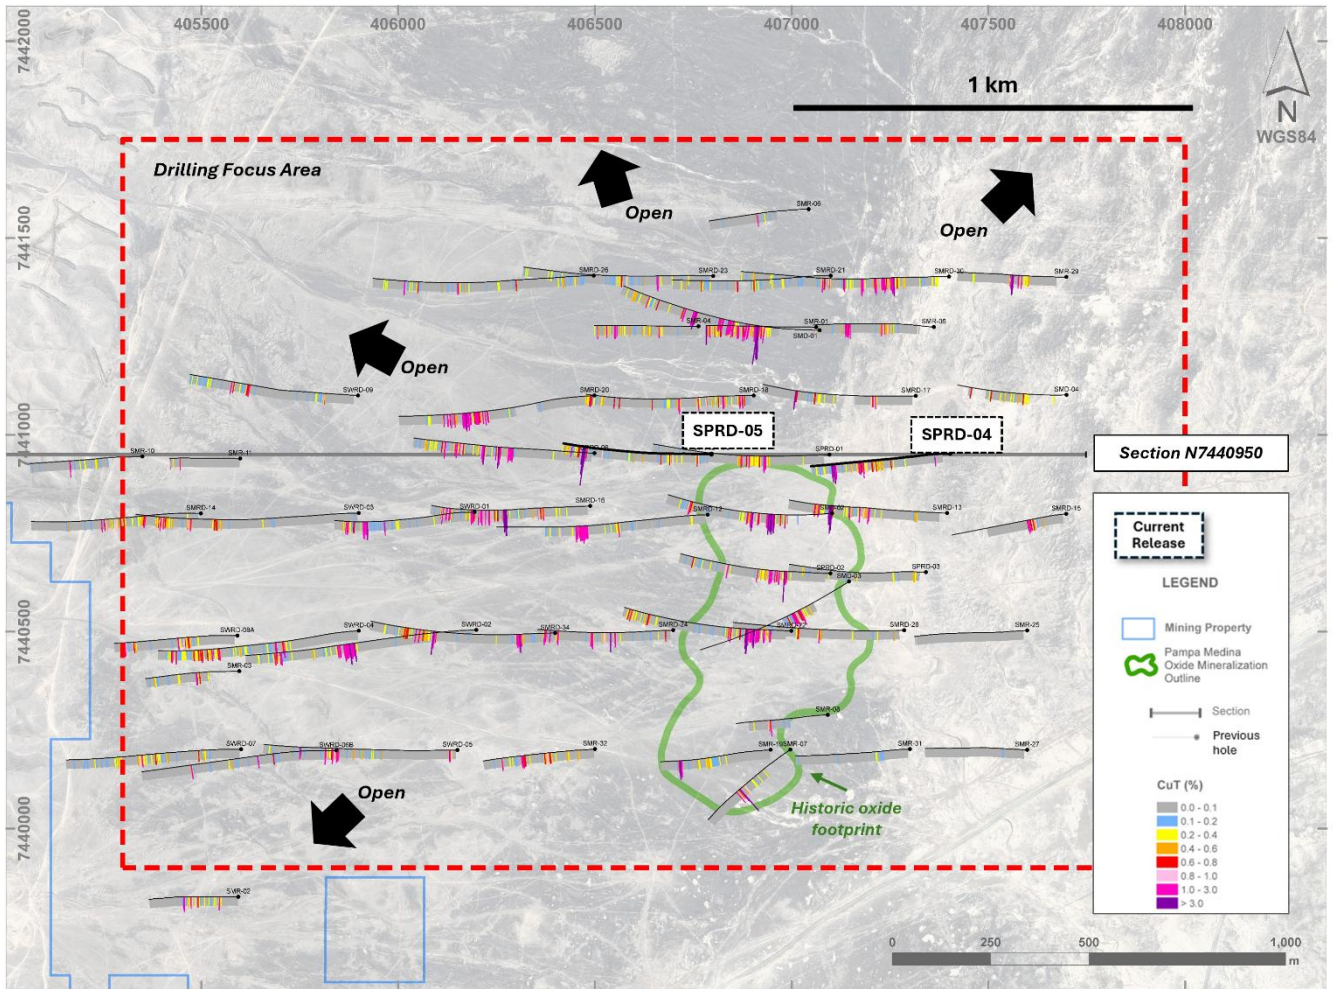 405500 406000 406500 407000 407500 408000
7442000
1 km
N
WGS84
Drilling Focus Area
Open
Open
SMR-06
7441500
SMRD-26 SMRD-23 SMRD-21 SMRD-30 SMR-29
SMR-04 SMR-01 SMR-05
SMD-01
Open
SWRD-09 SMRD-20 SMRD-18 SMRD-17 SMD-04
7441000
SPRD-05
SPRD-04
SPRD-01
SMR-10 SMR-11
Section N7440950
SMRD-14 SWRD-03 SWRD-01 SMRD-16 SMRD-12 SMRD-13 SMRD-15
SPRD-02 SPRD-03
SMD-03
7440500
SWRD-08A SWRD-04 SWRD-02 SMRD-34 SMRD-24 SMRD-28 SMR-25
SMR-03
SMR-08
SWRD-07 SWRD-06B SWRD-05 SMR-32 SMR-07 SMR-31 SMR-27
Open
7440000
Historic oxide
footprint
SMR-02
Current
Release
LEGEND
Mining Property
Pampa Medina
Oxide Mineralization
Outline
Section
Previous
hole
CuT (%)
0.0 - 0.1
0.1 - 0.2
0.2 - 0.4
0.4 - 0.6
0.6 - 0.8
0.8 - 1.0
1.0 - 3.0
> 3.0
0 250 500 1,000
m